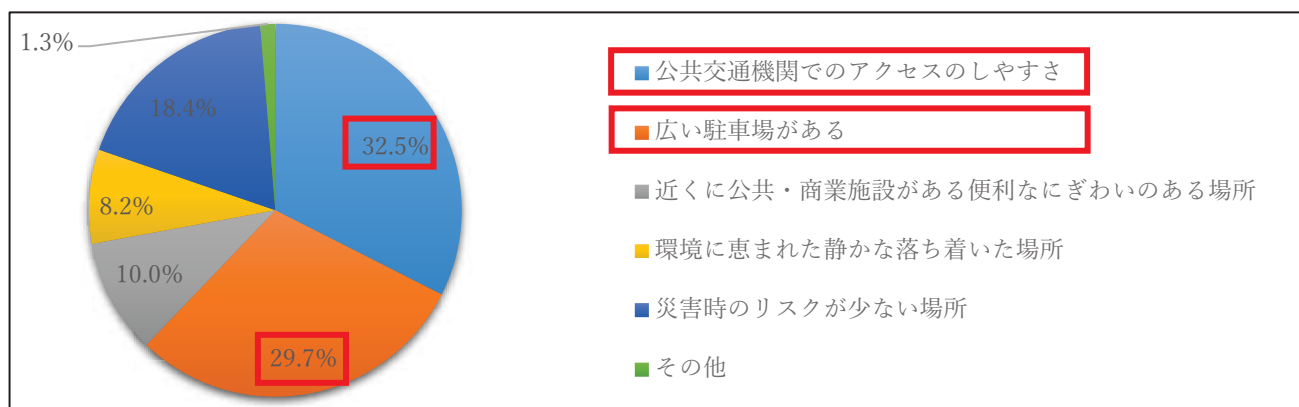 1.3%
18.4%
32.5%
8.2%
10.0%
29.7%
公共交通機関でのアクセスのしやすさ
広い駐車場がある
近くに公共・商業施設がある便利なにぎわいのある場所
環境に恵まれた静かな落ち着いた場所
災害時のリスクが少ない場所
その他